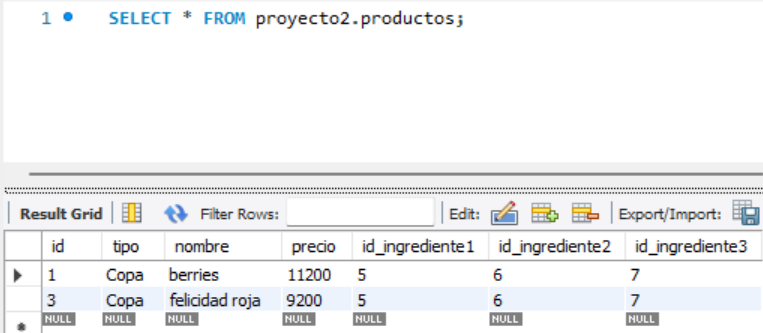 1 SELECT * FROM proyecto2.productos;
Result Grid Filter Rows: Edit: Export/Import:
id tipo nombre precio id_ingrediente1 id_ingrediente2 id_ingrediente3
1 Copa berries 11200 5 6 7
3 Copa felicidad roja 9200 5 6 7
NULL NULL NULL NULL NULL NULL NULL